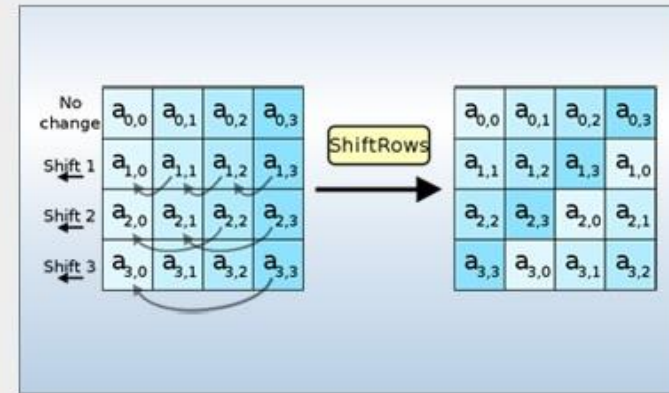 No
change
a0,0 a0,1 a0,2 a0,3
Shift 1
a1,0 a1,1 a1,2 a1,3
Shift 2
a2,0 a2,1 a2,2 a2,3
Shift 3
a3,0 a3,1 a3,2 a3,3
ShiftRows
a0,0 a0,1 a0,2 a0,3
a1,1 a1,2 a1,3 a1,0
a2,2 a2,3 a2,0 a2,1
a3,3 a3,0 a3,1 a3,2